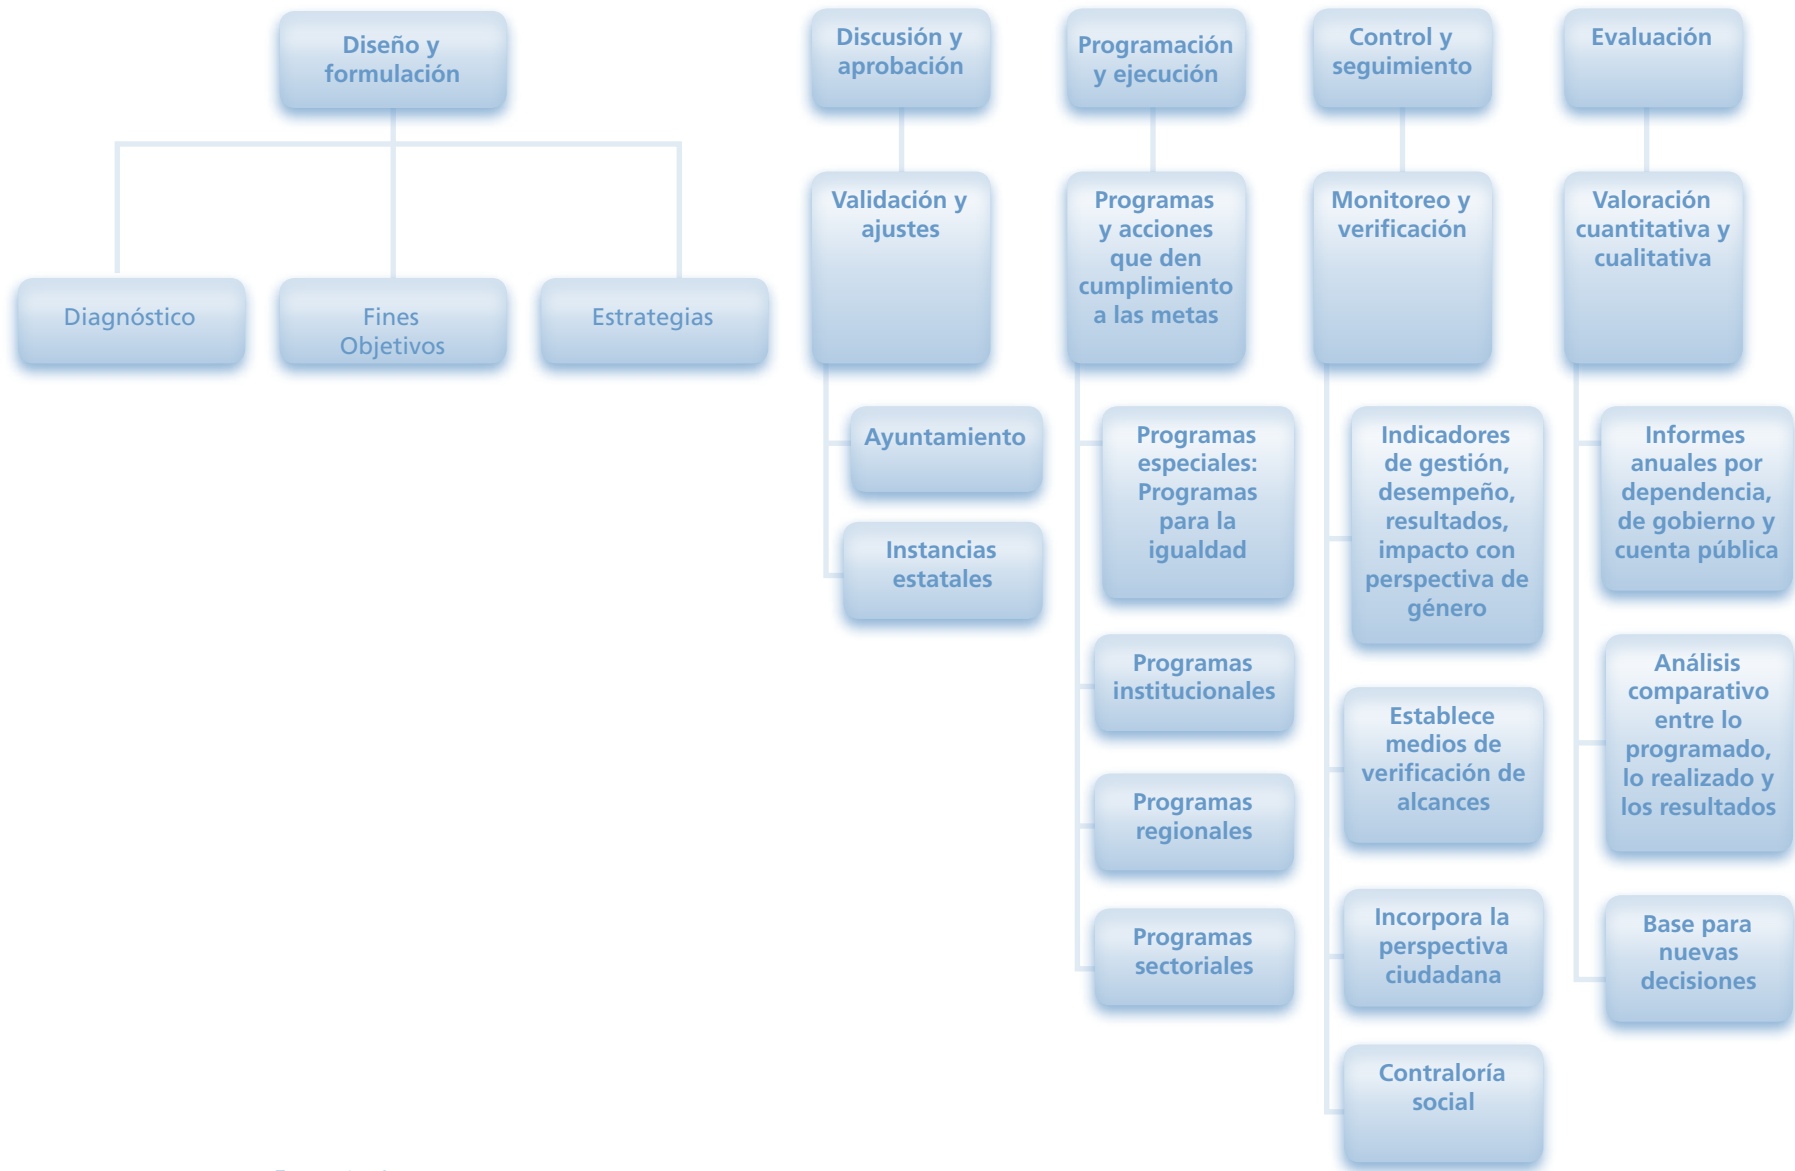 Diseño y
formulación
Diagnóstico
Fines
Objetivos
Estrategias
Discusión y
aprobación
Validación y
ajustes
Ayuntamiento
Instancias
estatales
Programación
y ejecución
Programas
y acciones
que den
cumplimiento
a las metas
Programas
especiales:
Programas
para la
igualdad
Programas
institucionales
Programas
regionales
Programas
sectoriales
Control y
seguimiento
Monitoreo y
verificación
Indicadores
de gestión,
desempeño,
resultados,
impacto con
perspectiva de
género
Establece
medios de
verificación de
alcances
Incorpora la
perspectiva
ciudadana
Contraloría
social
Evaluación
Valoración
cuantitativa y
cualitativa
Informes
anuales por
dependencia,
de gobierno y
cuenta pública
Análisis
comparativo
entre lo
programado,
lo realizado y
los resultados
Base para
nuevas
decisiones